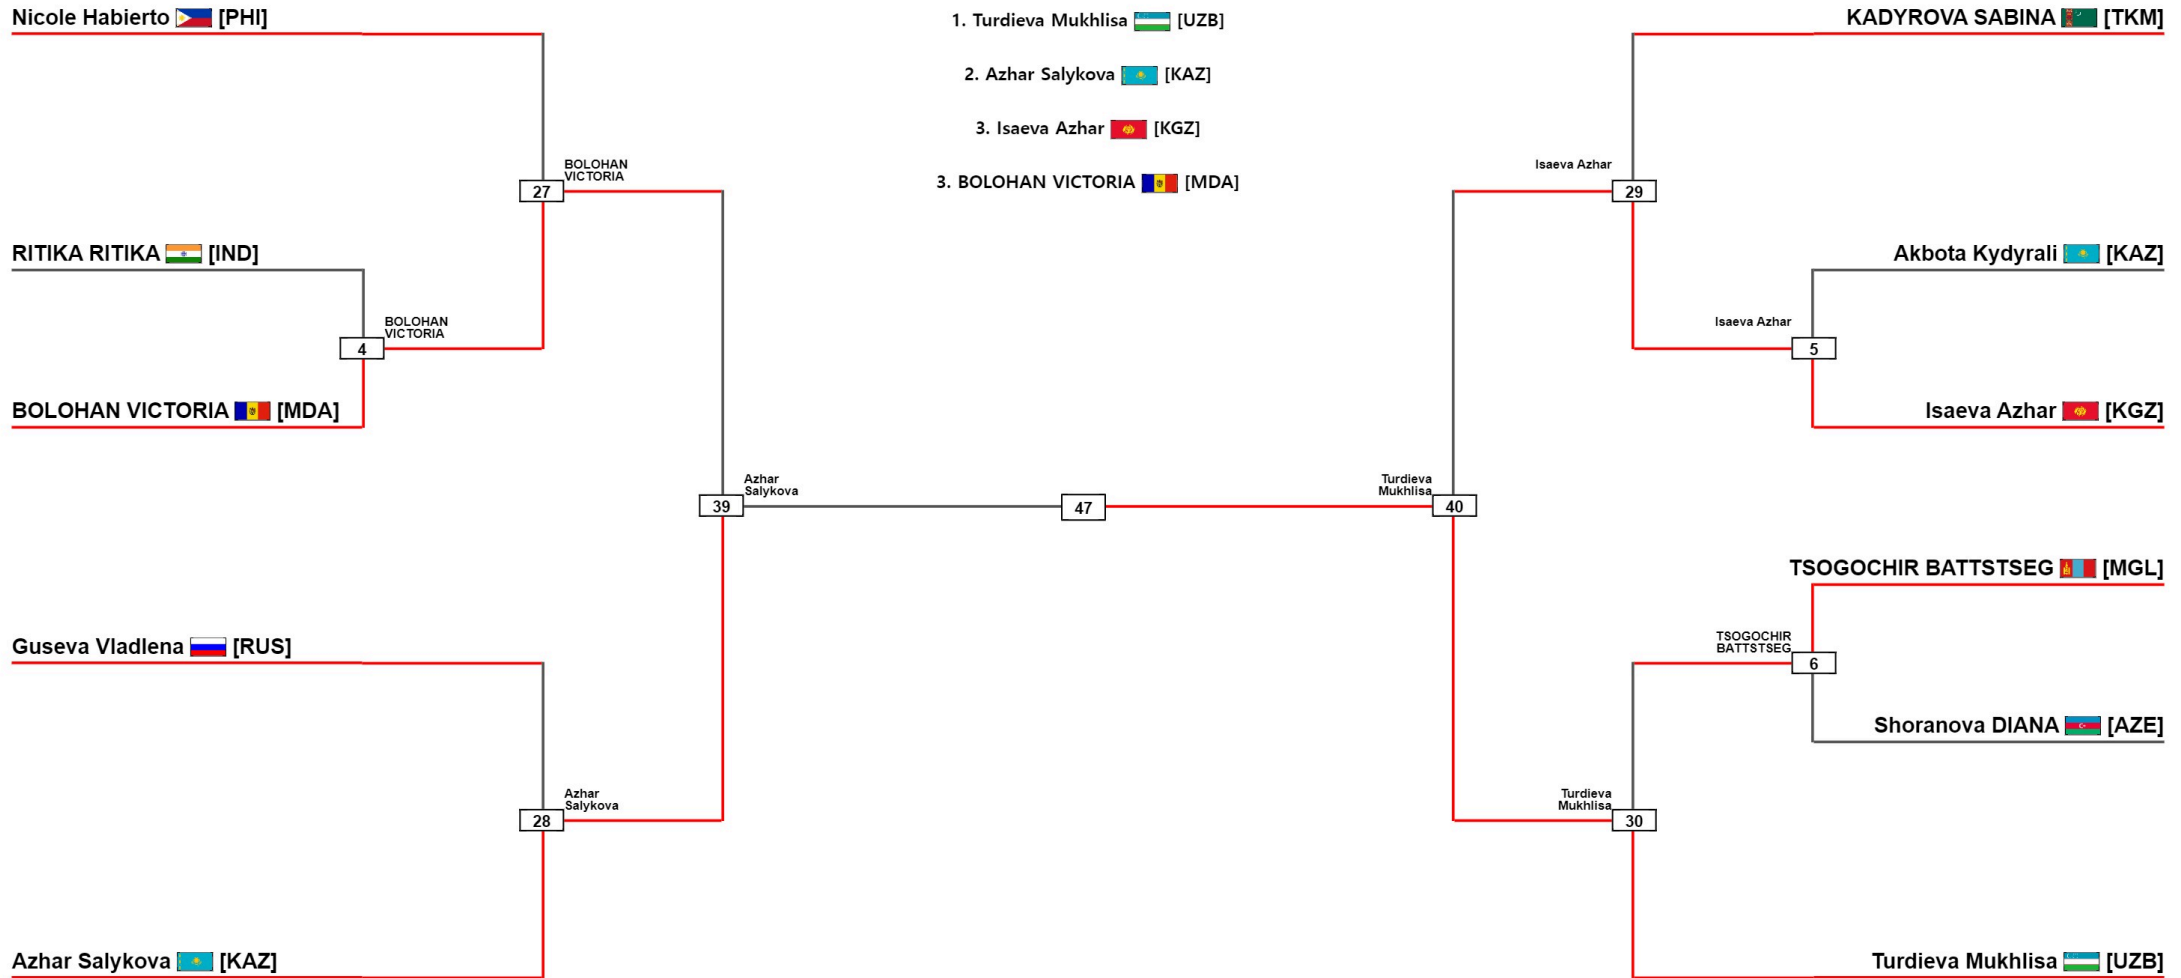 Nicole Habierto [PHI]
1. Turdieva Mukhlisa [UZB]
KADYROVA SABINA [TKM]
2. Azhar Salykova [KAZ]
3. Isaeva Azhar [KGZ]
3. BOLOHAN VICTORIA [MDA]
BOLOHAN
VICTORIA
27
Isaeva Azhar
29
RITIKA RITIKA [IND]
Akbota Kydyrali [KAZ]
BOLOHAN
VICTORIA
4
Isaeva Azhar
5
BOLOHAN VICTORIA [MDA]
Isaeva Azhar [KGZ]
Azhar
Salykova
39
47
Turdieva
Mukhlisa
40
TSOGOCHIR BATTSTSEG [MGL]
Guseva Vladlena [RUS]
TSOGOCHIR
BATTSTSEG
6
Shoranova DIANA [AZE]
Azhar
Salykova
28
Turdieva
Mukhlisa
30
Azhar Salykova [KAZ]
Turdieva Mukhlisa [UZB]